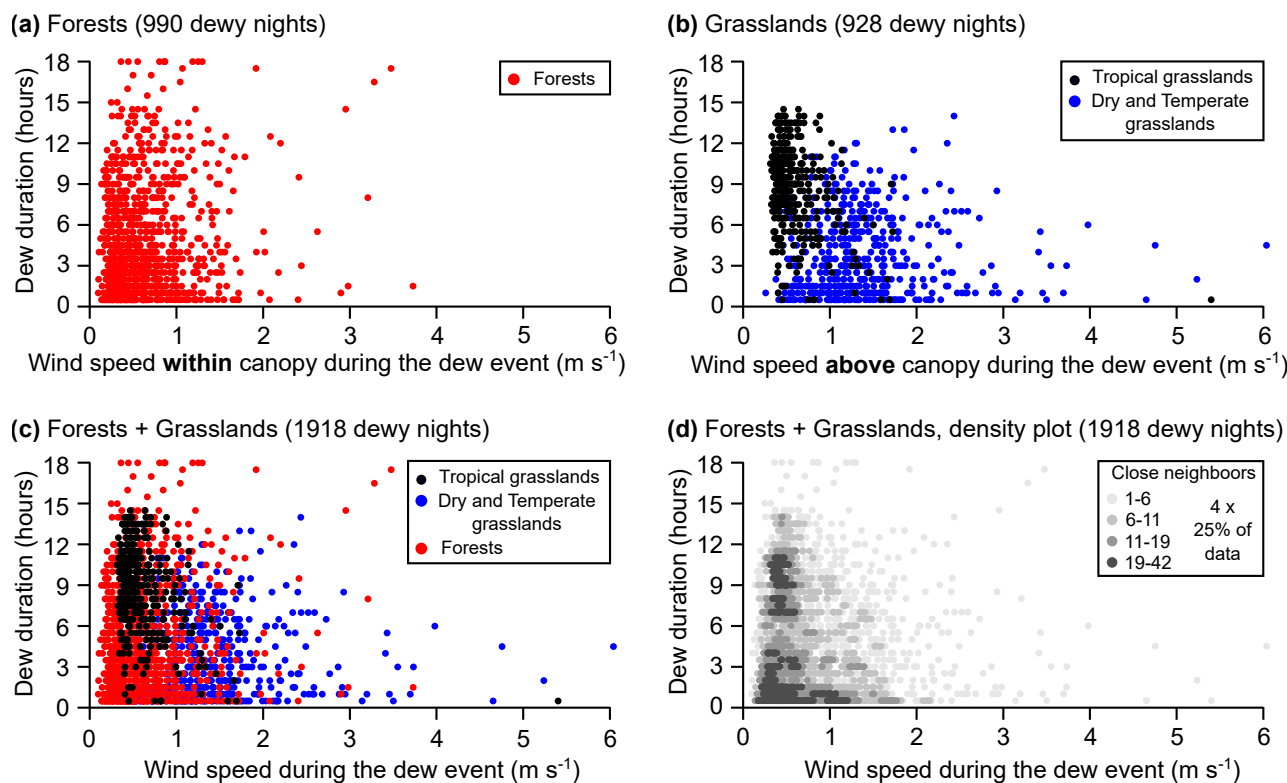 (a) Forests (990 dewy nights)
18
15
12
9
6
3
0
Dew duration (hours)
Forests
0 1 2 3 4 5 6
Wind speed within canopy during the dew event (m s-1)
(b) Grasslands (928 dewy nights)
18
15
12
9
6
3
0
Dew duration (hours)
Tropical grasslands
Dry and Temperate
grasslands
0 1 2 3 4 5 6
Wind speed above canopy during the dew event (m s-1)
(c) Forests + Grasslands (1918 dewy nights)
18
15
12
9
6
3
0
Dew duration (hours)
Tropical grasslands
Dry and Temperate
grasslands
Forests
0 1 2 3 4 5 6
Wind speed during the dew event (m s-1)
(d) Forests + Grasslands, density plot (1918 dewy nights)
18
15
12
9
6
3
0
Dew duration (hours)
Close neighboors
1-6
6-11
11-19
19-42
4 x
25% of
data
0 1 2 3 4 5 6
Wind speed during the dew event (m s-1)